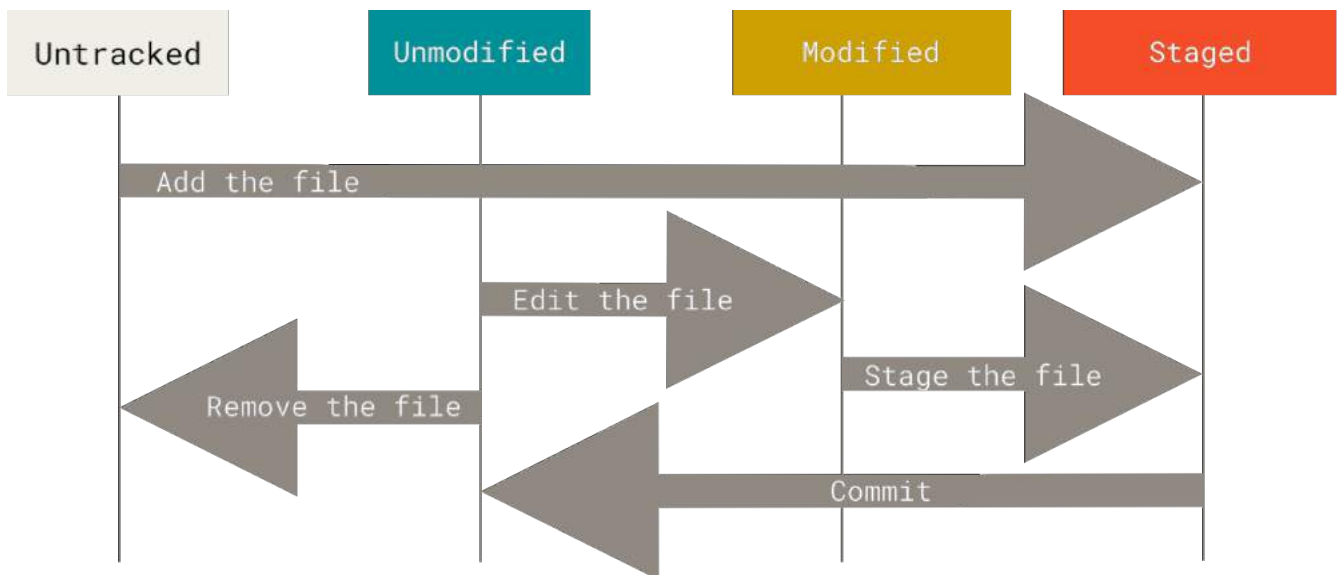 Untracked
Unmodified
Modified
Staged
Add the file
Edit the file
Stage the file
Remove the file
Commit